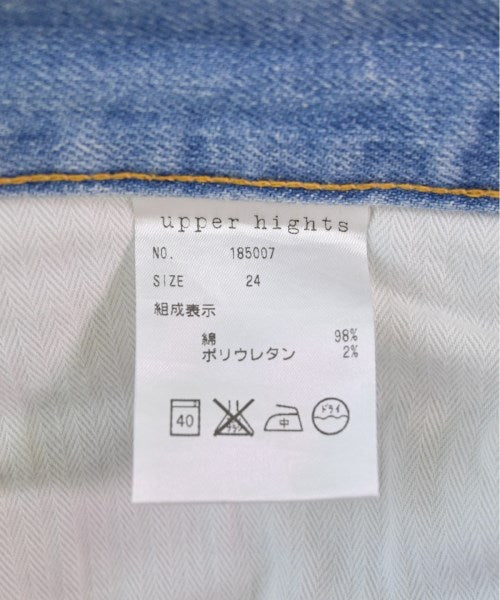 upper hights
NO. 185007
SIZE 24
組成表示
綿 98%
ポリウレタン 2%
40 中 ドライ